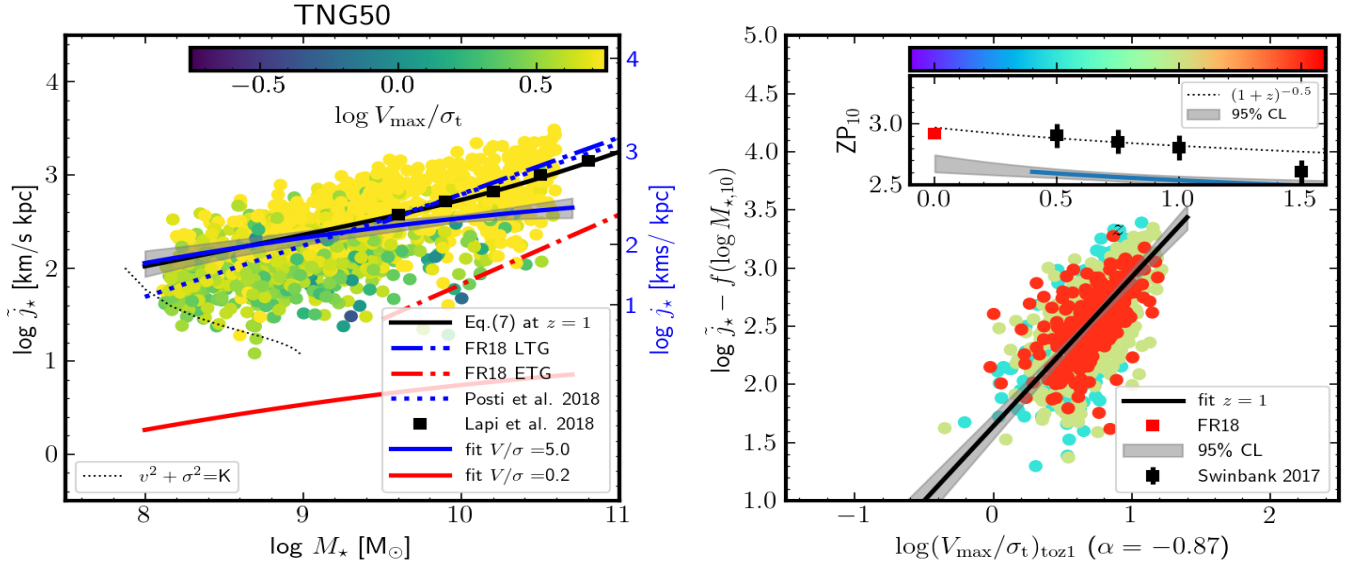 TNG50
−0.5 0.0 0.5
log V_max/σ_t
4
3
2
1
0
log j̃⋆ [km/s kpc]
4
3
2
1
log j⋆ [kms/ kpc]
Eq.(7) at z = 1
FR18 LTG
FR18 ETG
Posti et al. 2018
Lapi et al. 2018
fit V/σ =5.0
fit V/σ =0.2
v² + σ²=K
8 9 10 11
log M⋆ [M⊙]
5.0
4.5
4.0
3.5
3.0
2.5
2.0
1.5
1.0
log j̃⋆ − f(log M⋆,10)
ZP₁₀
3.0
2.5
(1 + z)^−0.5
95% CL
0.0 0.5 1.0 1.5
z
fit z = 1
FR18
95% CL
Swinbank 2017
−1 0 1 2
log(V_max/σ_t)_toz1 (α = −0.87)